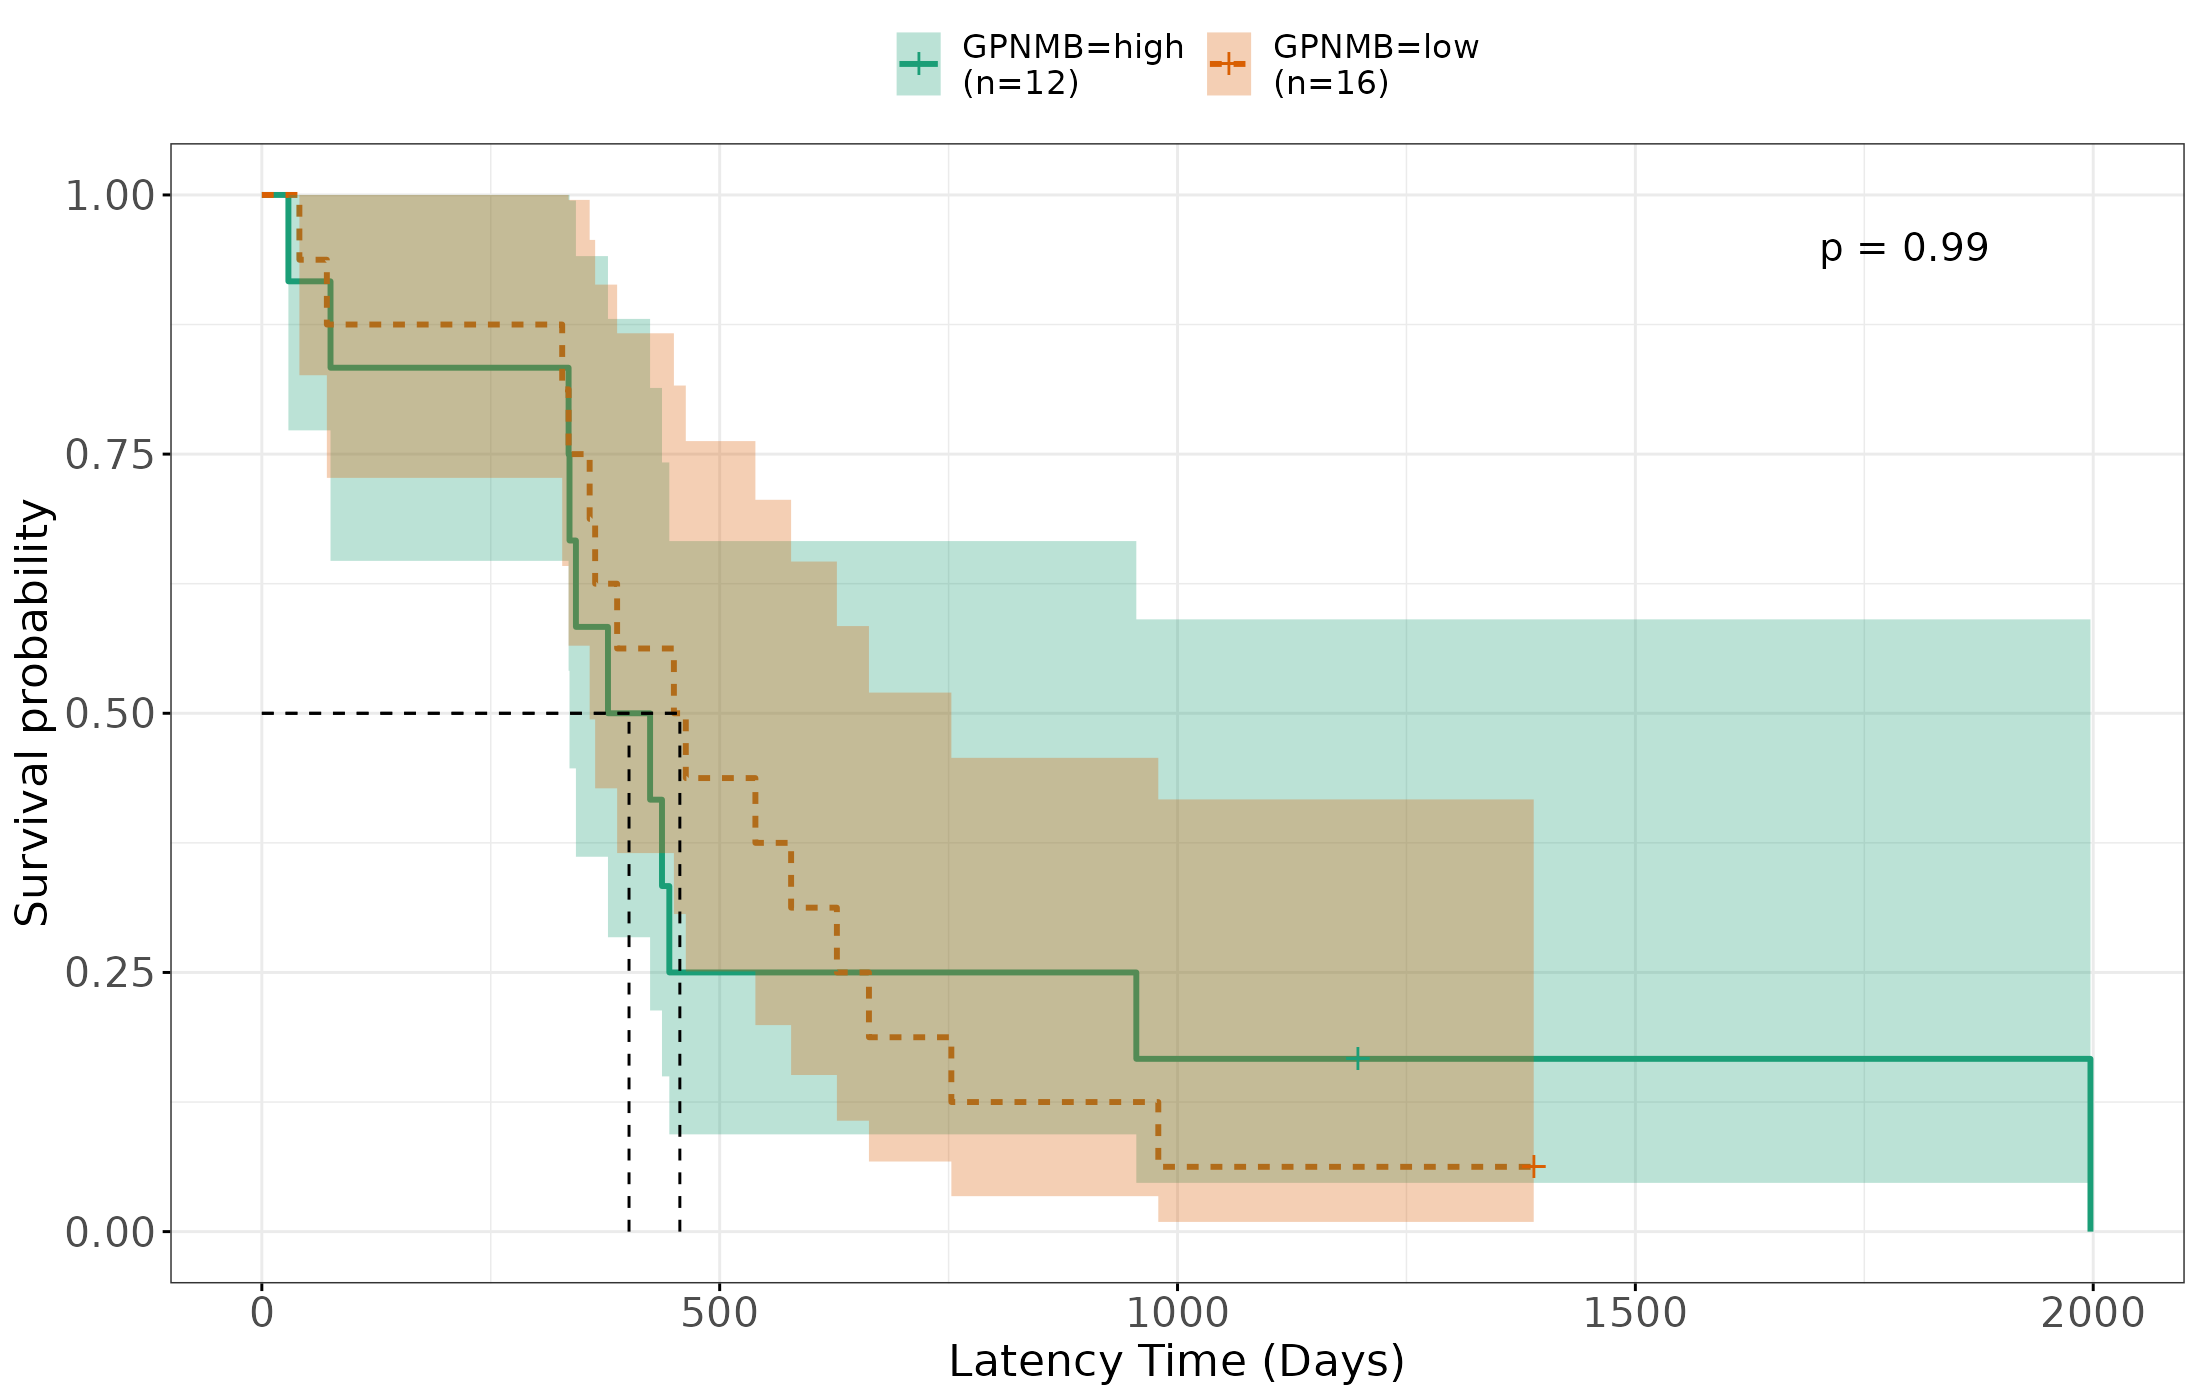 GPNMB=high
(n=12)
GPNMB=low
(n=16)
p = 0.99
Survival probability
1.00
0.75
0.50
0.25
0.00
0
500
1000
1500
2000
Latency Time (Days)